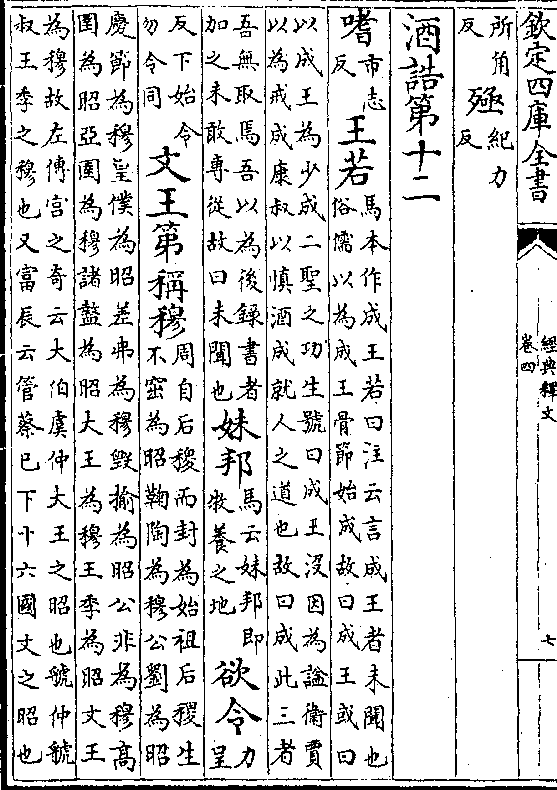 欽定四庫全書
經典釋文
卷四
七
所角反 殛 紀力反
酒誥第十二
嗜 市志反 王若 馬本作成王若曰注云言成王者未聞也
俗儒以為成王骨節始成故曰成王或曰
以成王為少成二聖之功生號曰成王沒因為諡衛賈
以為戒成康叔以慎酒成就人之道也故曰成此三者
吾無取焉吾以為後錄書者
加之未敢專從故曰未聞也 妹邦 馬云妹邦即
牧養之地 欲令 力呈
反下始令
勿令同 文王第稱穆 周自后稷而封為始祖后稷生
不窋為昭鞠陶為穆公劉為昭
慶節為穆皇僕為昭差弗為穆毀揄為昭公非為穆高
圉為昭亞圉為穆諸盩為昭大王為穆王季為昭文王
為穆故左傳宮之奇云大伯虞仲大王之昭也虢仲虢
叔王季之穆也又富辰云管蔡已下十六國文之昭也